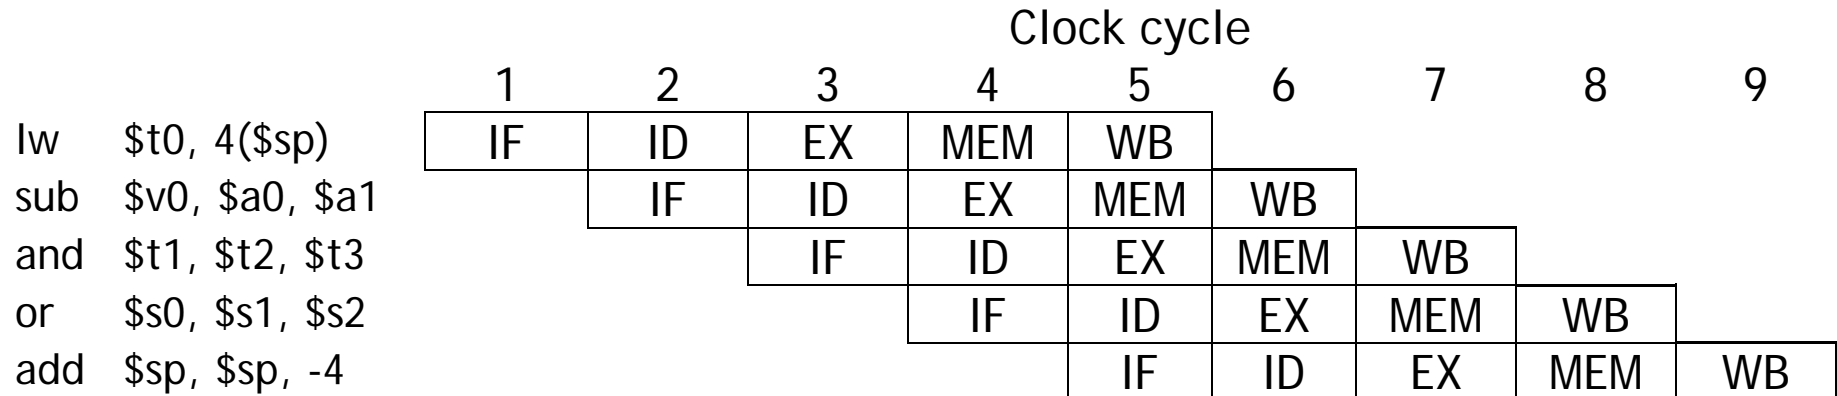 Clock cycle
1 2 3 4 5 6 7 8 9
lw $t0, 4($sp) IF ID EX MEM WB
sub $v0, $a0, $a1 IF ID EX MEM WB
and $t1, $t2, $t3 IF ID EX MEM WB
or $s0, $s1, $s2 IF ID EX MEM WB
add $sp, $sp, -4 IF ID EX MEM WB